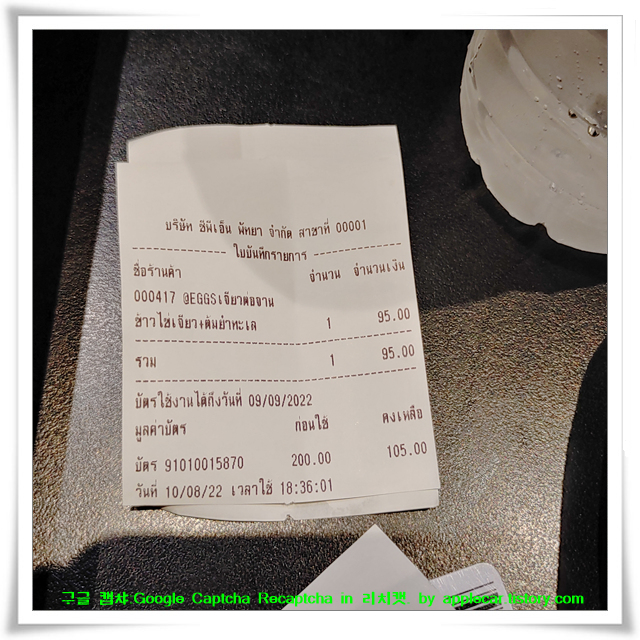 บริษัท ซีนีเอ็น พัทยา จำกัด สาขาที่ 00001
ใบบันทึกรายการ
ชื่อร้านค้า จำนวน จำนวนเงิน
000417 @EGGSเจียวต่อจาน
ข้าวไข่เจียว+ต้มยำทะเล 1 95.00
รวม 1 95.00
บัตรใช้งานได้ถึงวันที่ 09/09/2022
มูลค่าบัตร ก่อนใช้ คงเหลือ
บัตร 91010015870 200.00 105.00
วันที่ 10/08/22 เวลาใช้ 18:36:01
구글 캡챠 Google Captcha Recaptcha in 라치咖 by